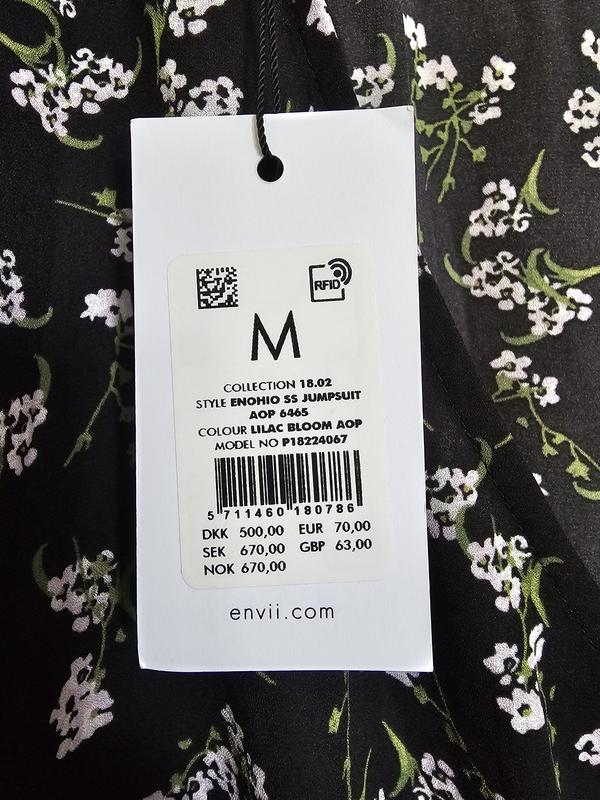 RFID
M
COLLECTION 18.02
STYLE ENOHIO SS JUMPSUIT
AOP 6465
COLOUR LILAC BLOOM AOP
MODEL NO P18224067
5 711460 180786
DKK 500,00 EUR 70,00
SEK 670,00 GBP 63,00
NOK 670,00
envii.com